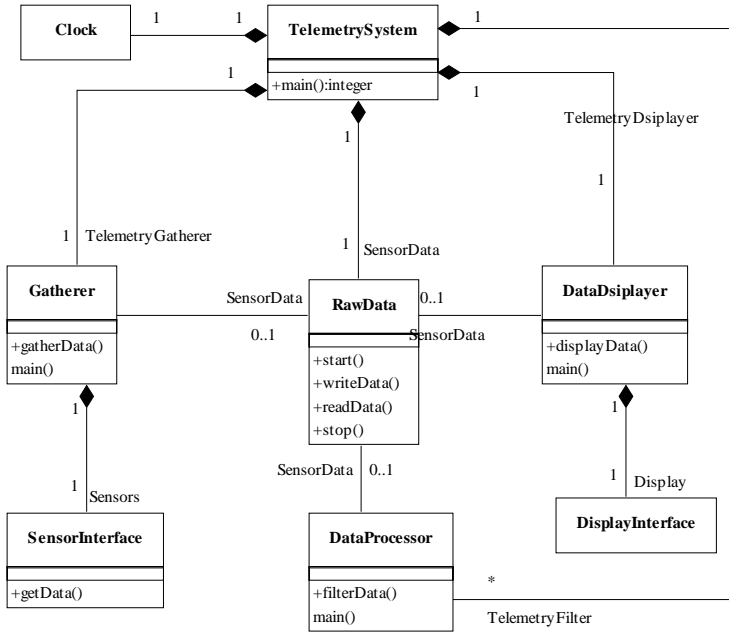 Clock
1
1
TelemetrySystem
+main():integer
1
1
1
TelemetryDsiplayer
1
1
1
TelemetryGatherer
1
SensorData
1
Gatherer
+gatherData()
main()
SensorData
0..1
RawData
+start()
+writeData()
+readData()
+stop()
0..1
SensorData
DataDsiplayer
+displayData()
main()
1
1
Sensors
SensorInterface
+getData()
SensorData
0..1
DataProcessor
+filterData()
main()
1
1
Display
DisplayInterface
*
TelemetryFilter